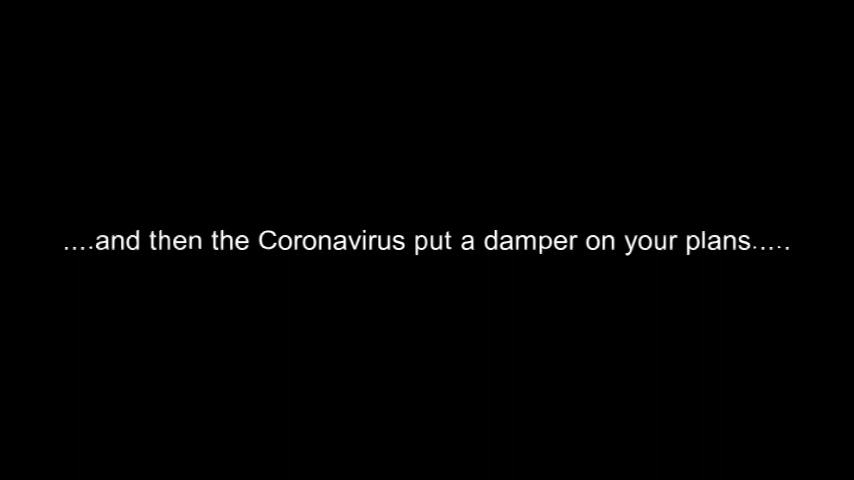 ....and then the Coronavirus put a damper on your plans.....